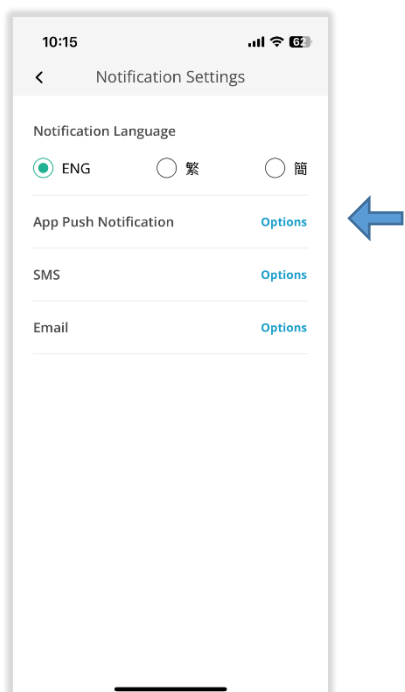 10:15 62
Notification Settings
Notification Language
ENG 繁 簡
App Push Notification Options
SMS Options
Email Options